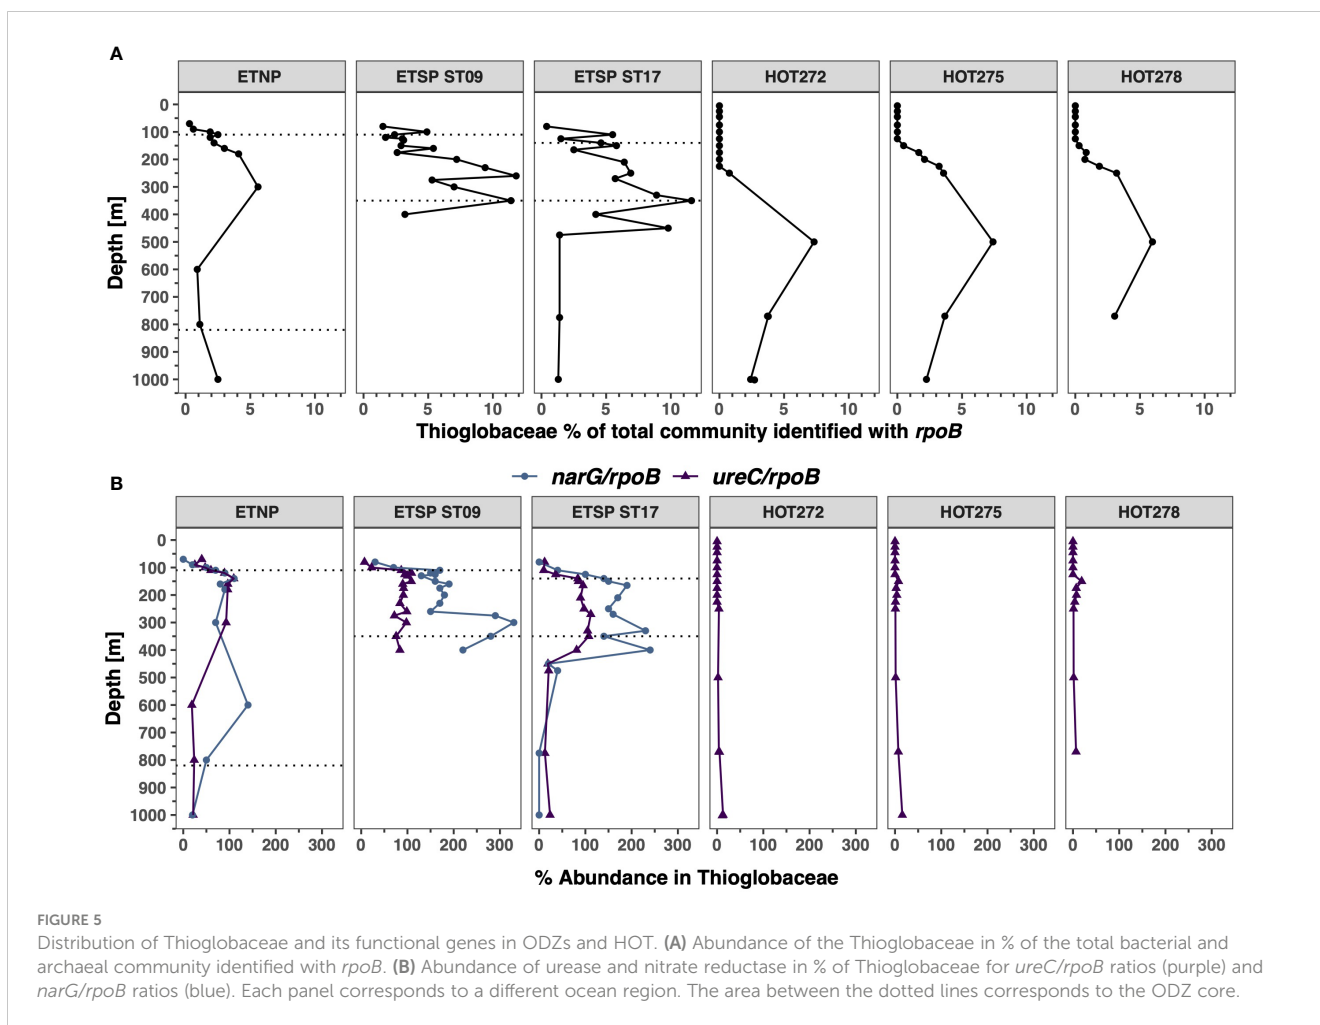 A
ETNP ETSP ST09 ETSP ST17 HOT272 HOT275 HOT278
Depth [m]
0
100
200
300
400
500
600
700
800
900
1000
0 5 10 0 5 10 0 5 10 0 5 10 0 5 10 0 5 10
Thioglobaceae % of total community identified with rpoB
B
narG/rpoB ureC/rpoB
ETNP ETSP ST09 ETSP ST17 HOT272 HOT275 HOT278
Depth [m]
0
100
200
300
400
500
600
700
800
900
1000
0 100 200 300 0 100 200 300 0 100 200 300 0 100 200 300 0 100 200 300 0 100 200 300
% Abundance in Thioglobaceae
FIGURE 5
Distribution of Thioglobaceae and its functional genes in ODZs and HOT. (A) Abundance of the Thioglobaceae in % of the total bacterial and
archaeal community identified with rpoB. (B) Abundance of urease and nitrate reductase in % of Thioglobaceae for ureC/rpoB ratios (purple) and
narG/rpoB ratios (blue). Each panel corresponds to a different ocean region. The area between the dotted lines corresponds to the ODZ core.